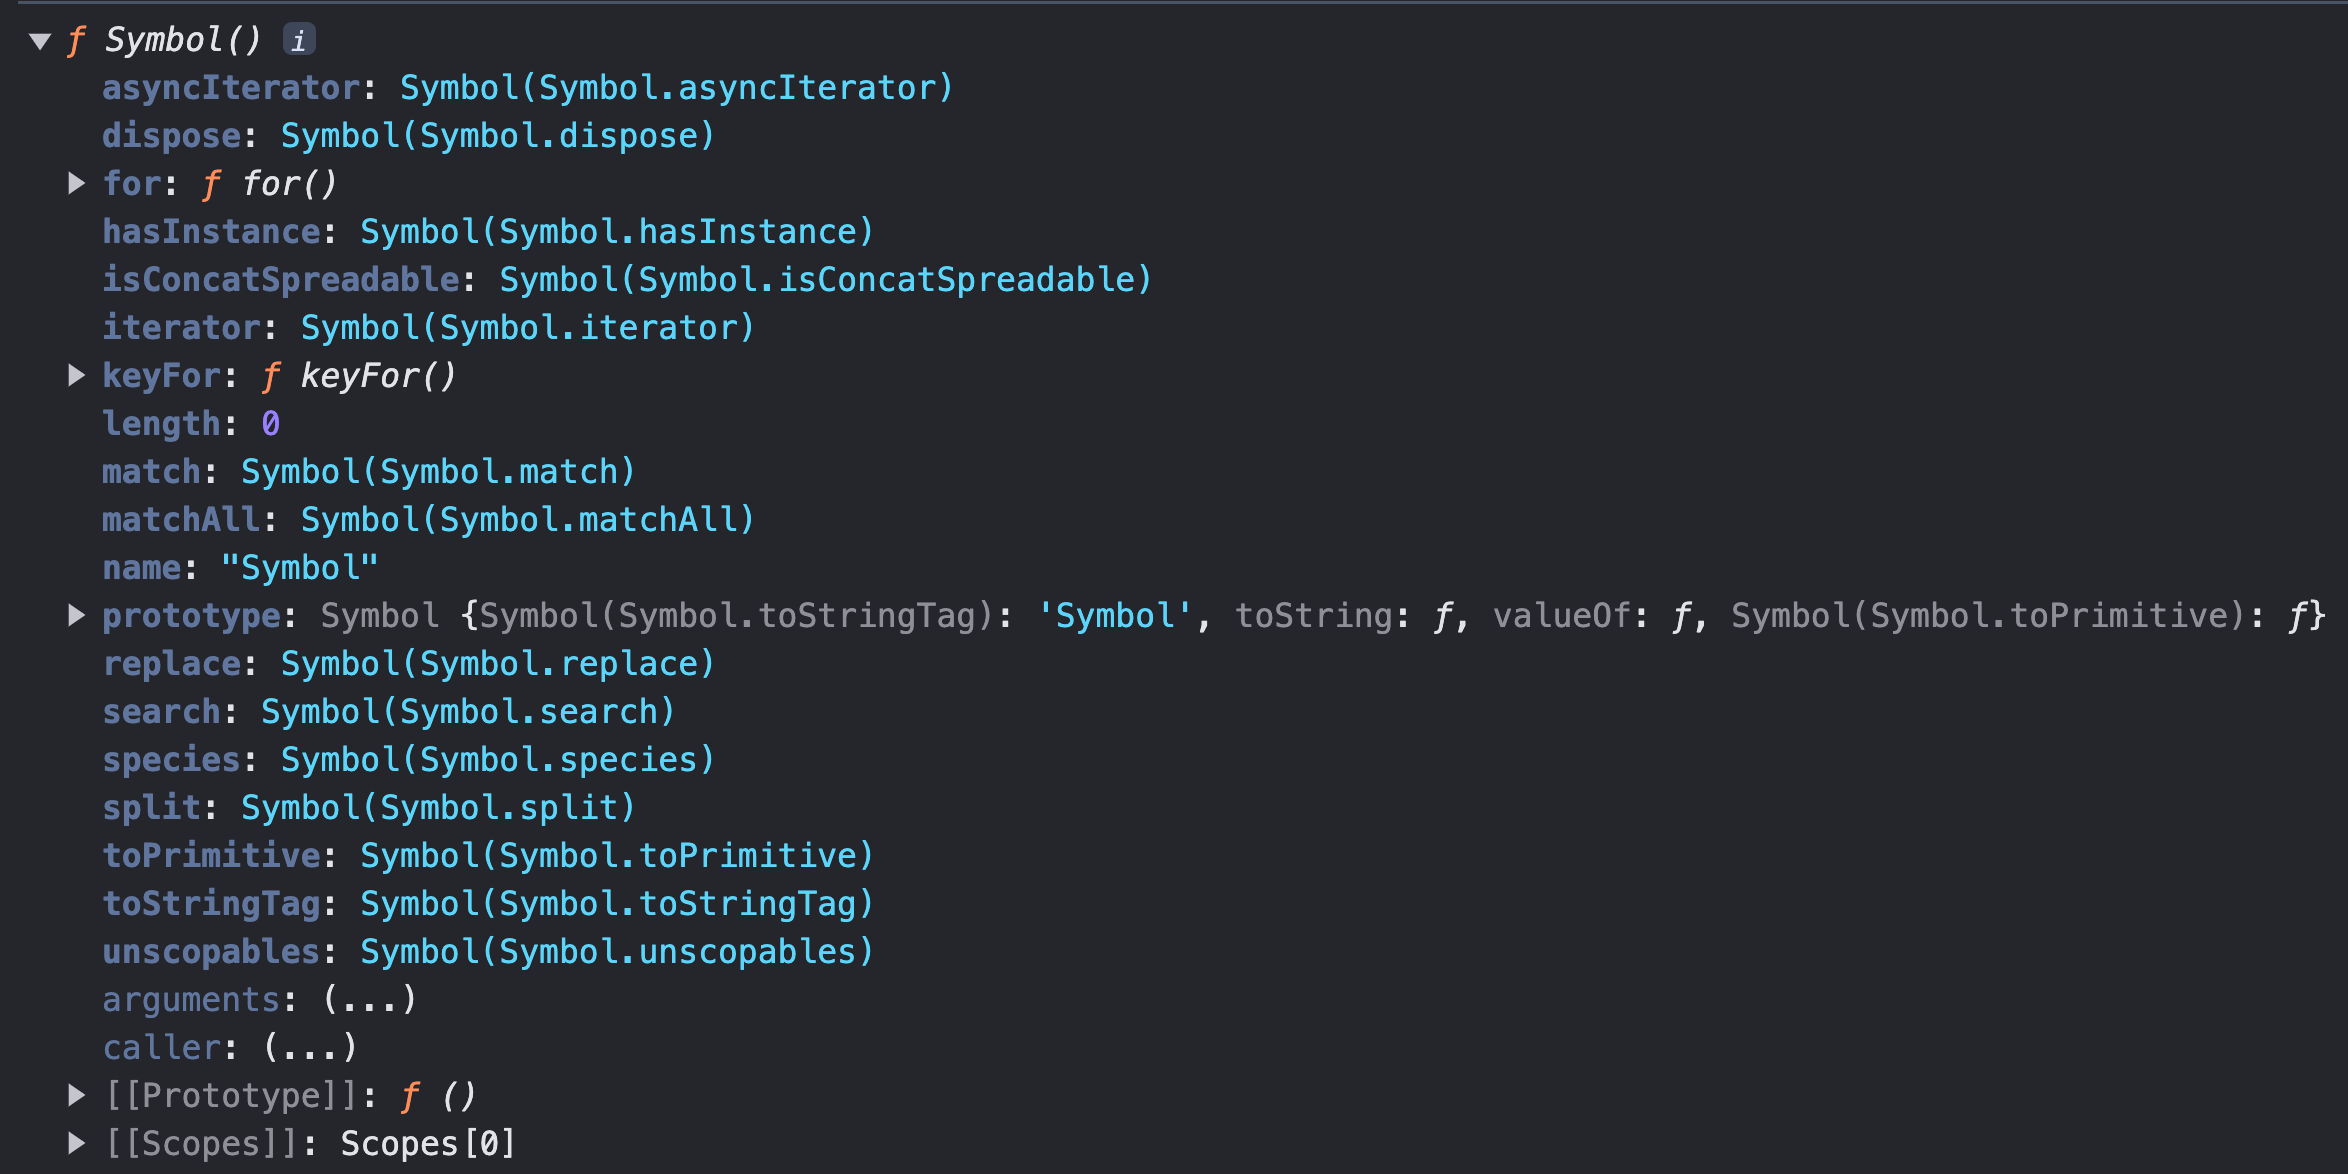 ▼ ƒ Symbol() i
asyncIterator: Symbol(Symbol.asyncIterator)
dispose: Symbol(Symbol.dispose)
▶ for: ƒ for()
hasInstance: Symbol(Symbol.hasInstance)
isConcatSpreadable: Symbol(Symbol.isConcatSpreadable)
iterator: Symbol(Symbol.iterator)
▶ keyFor: ƒ keyFor()
length: 0
match: Symbol(Symbol.match)
matchAll: Symbol(Symbol.matchAll)
name: "Symbol"
▶ prototype: Symbol {Symbol(Symbol.toStringTag): 'Symbol', toString: ƒ, valueOf: ƒ, Symbol(Symbol.toPrimitive): ƒ}
replace: Symbol(Symbol.replace)
search: Symbol(Symbol.search)
species: Symbol(Symbol.species)
split: Symbol(Symbol.split)
toPrimitive: Symbol(Symbol.toPrimitive)
toStringTag: Symbol(Symbol.toStringTag)
unscopables: Symbol(Symbol.unscopables)
arguments: (...)
caller: (...)
▶ [[Prototype]]: ƒ ()
▶ [[Scopes]]: Scopes[0]